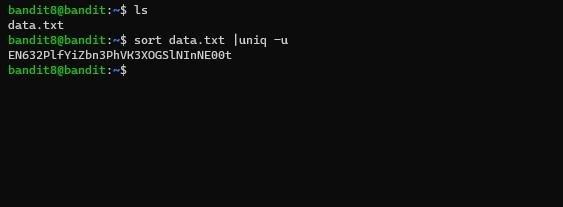 bandit8@bandit:~$ ls
data.txt
bandit8@bandit:~$ sort data.txt |uniq -u
EN632PlfYiZbn3PhVK3XOGSlNInNE00t
bandit8@bandit:~$